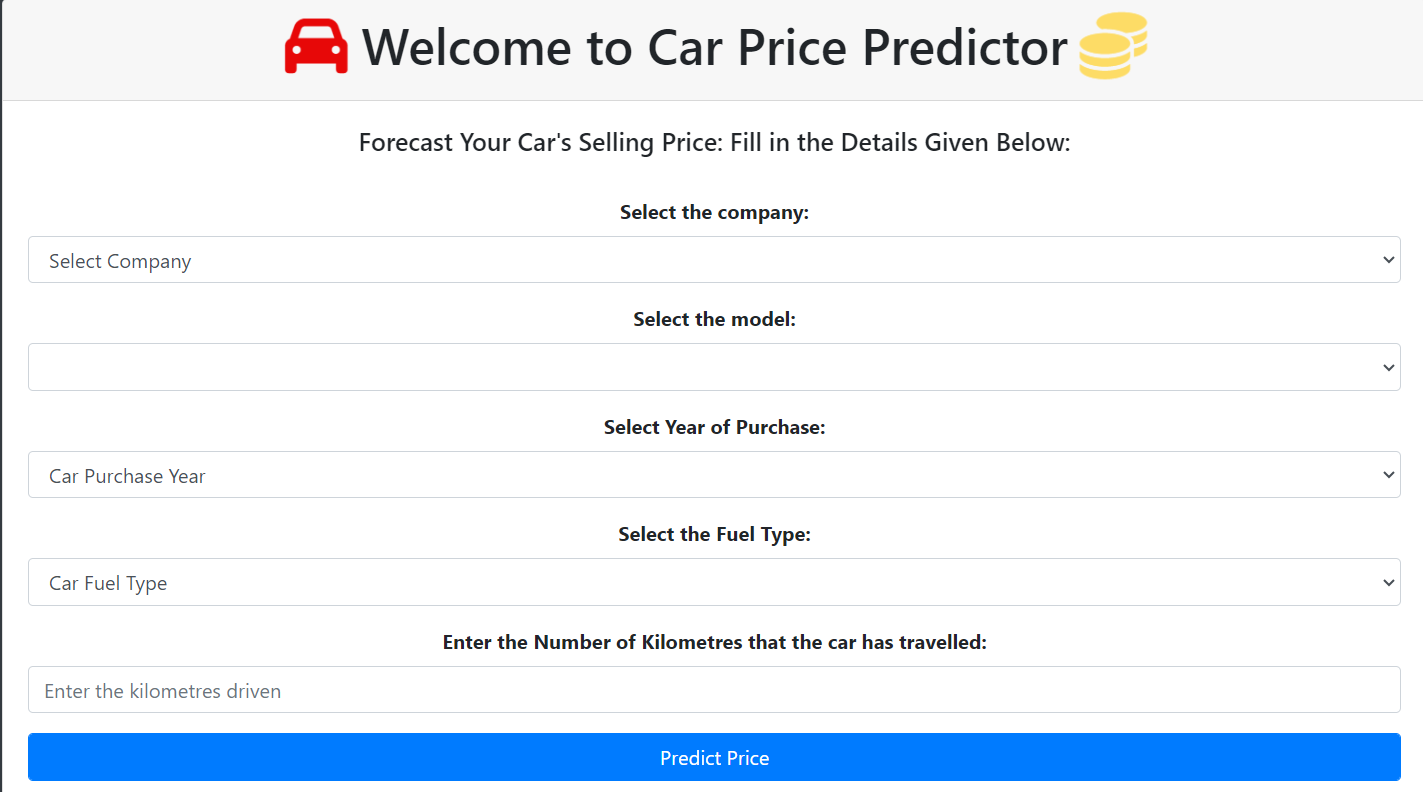 Welcome to Car Price Predictor
Forecast Your Car's Selling Price: Fill in the Details Given Below:
Select the company:
Select Company
Select the model:
Select Year of Purchase:
Car Purchase Year
Select the Fuel Type:
Car Fuel Type
Enter the Number of Kilometres that the car has travelled:
Enter the kilometres driven
Predict Price